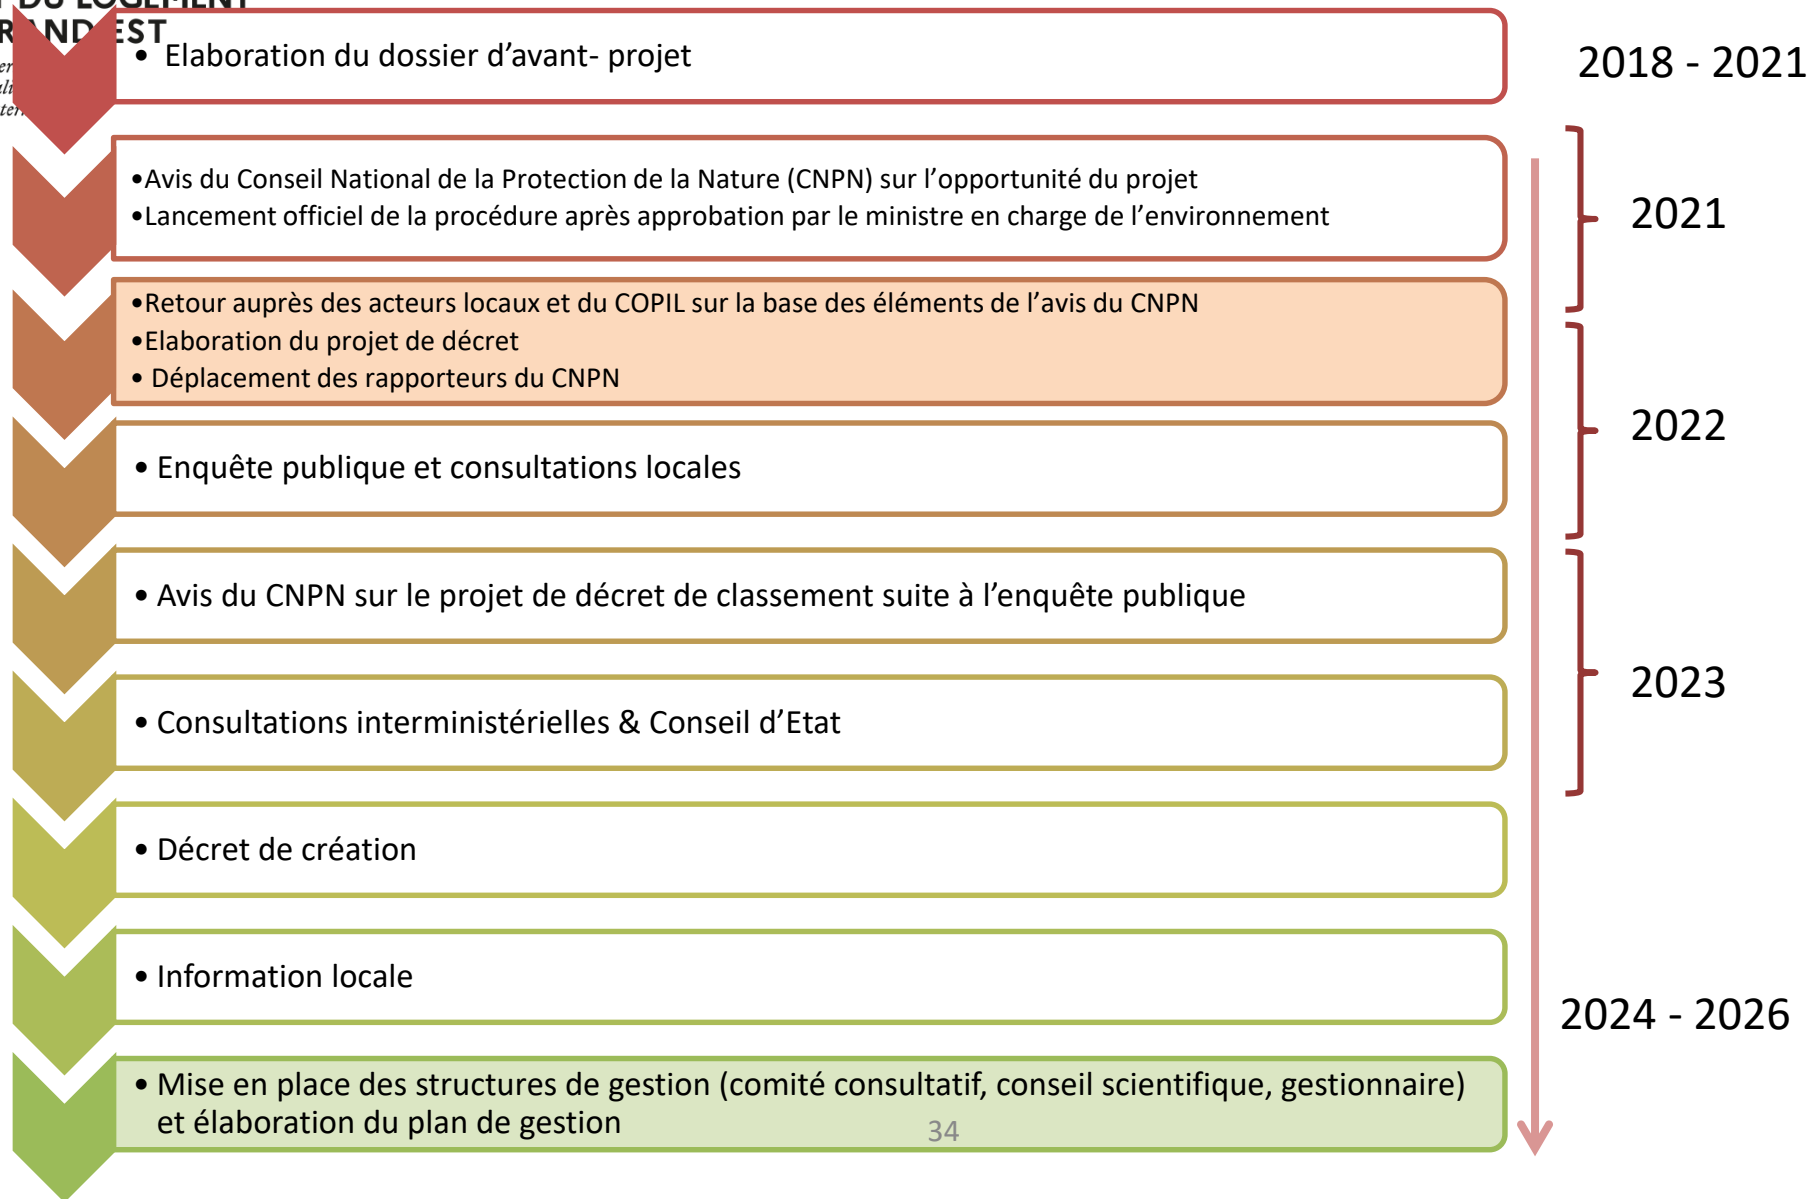 DU LOGEMENT
EST
• Elaboration du dossier d’avant- projet
2018 - 2021
•Avis du Conseil National de la Protection de la Nature (CNPN) sur l’opportunité du projet
•Lancement officiel de la procédure après approbation par le ministre en charge de l’environnement
2021
•Retour auprès des acteurs locaux et du COPIL sur la base des éléments de l’avis du CNPN
•Elaboration du projet de décret
• Déplacement des rapporteurs du CNPN
2022
• Enquête publique et consultations locales
• Avis du CNPN sur le projet de décret de classement suite à l’enquête publique
2023
• Consultations interministérielles & Conseil d’Etat
• Décret de création
• Information locale
2024 - 2026
• Mise en place des structures de gestion (comité consultatif, conseil scientifique, gestionnaire)
et élaboration du plan de gestion
34